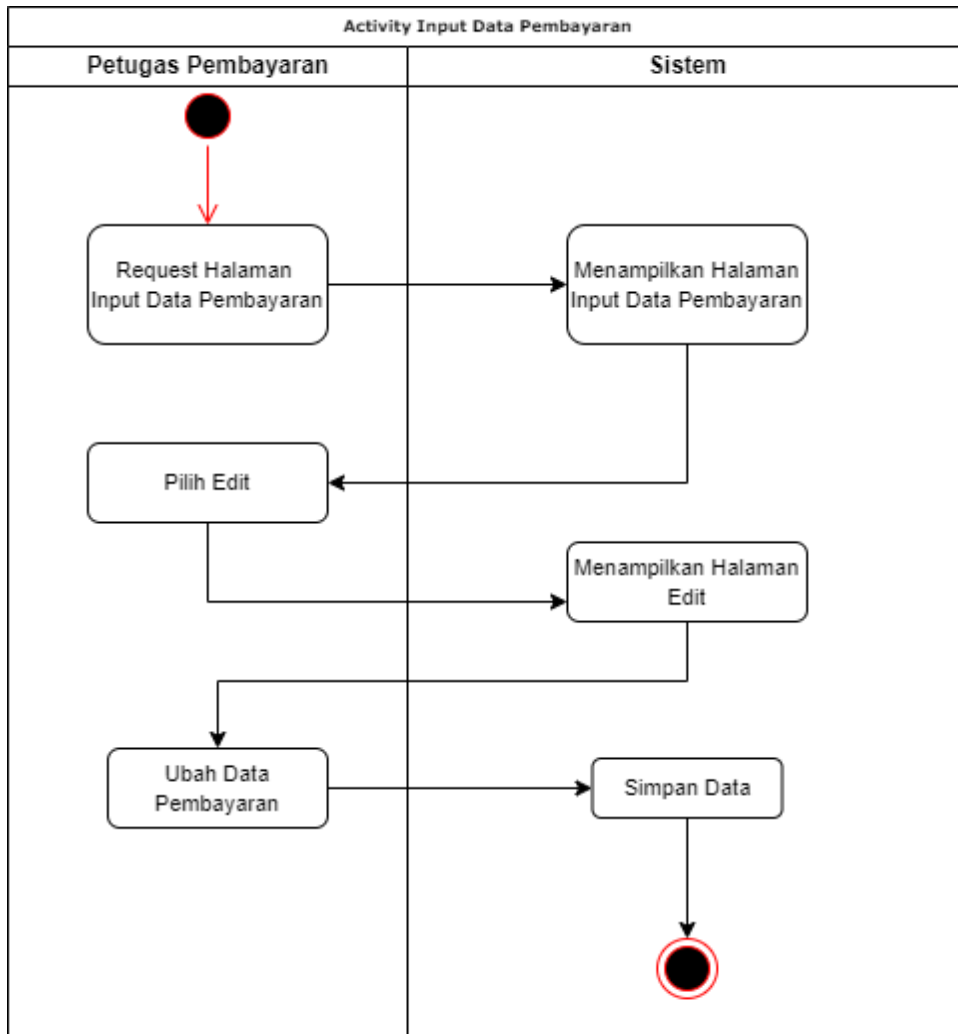 Activity Input Data Pembayaran
Petugas Pembayaran
Sistem
Request Halaman
Input Data Pembayaran
Menampilkan Halaman
Input Data Pembayaran
Pilih Edit
Menampilkan Halaman
Edit
Ubah Data
Pembayaran
Simpan Data